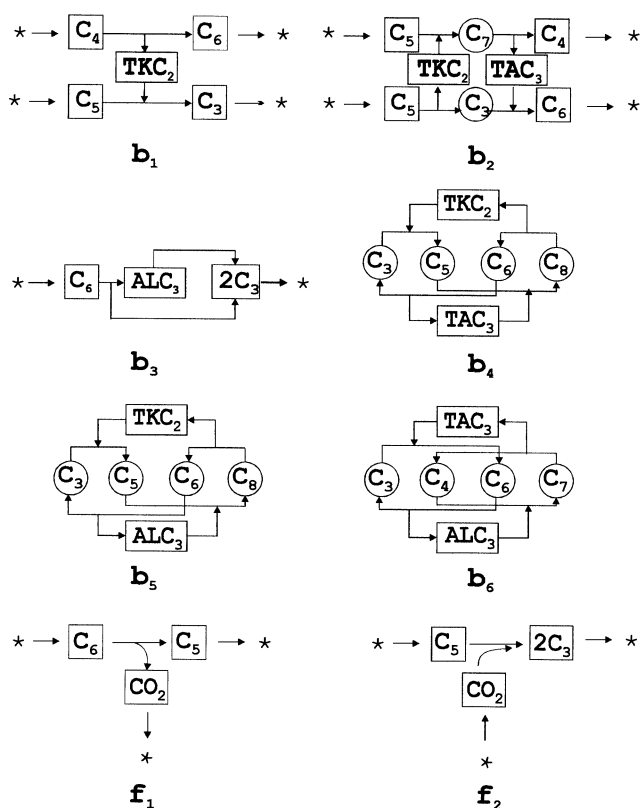 * C₄ C₆ *
TKC₂
* C₅ C₃ *
b₁
* C₅ C₇ C₄ *
TKC₂ TAC₃
* C₅ C₃ C₆ *
b₂
* C₆ ALC₃ 2C₃ *
b₃
TKC₂
C₃ C₅ C₆ C₈
TAC₃
b₄
TKC₂
C₃ C₅ C₆ C₈
ALC₃
b₅
TAC₃
C₃ C₄ C₆ C₇
ALC₃
b₆
* C₆ C₅ *
CO₂
*
f₁
* C₅ 2C₃ *
CO₂
*
f₂